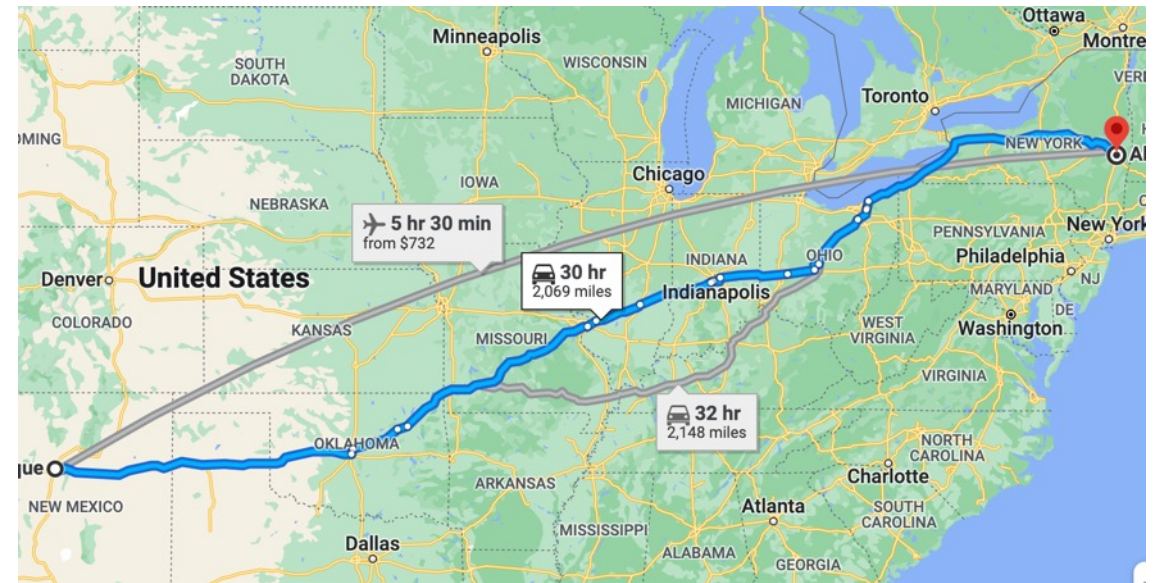 Ottawa
Minneapolis
Montre
SOUTH
DAKOTA
WISCONSIN
VER
Toronto
MICHIGAN
OMING
NEW YORK
Al
Chicago
IOWA
NEBRASKA
5 hr 30 min
from $732
New York
PENNSYLVANIA
INDIANA
OHIO
Philadelphia
30 hr
2,069 miles
Denver
United States
NJ
Indianapolis
MARYLAND
DE
COLORADO
KANSAS
MISSOURI
WEST
VIRGINIA
Washington
VIRGINIA
32 hr
2,148 miles
OKLAHOMA
NORTH
CAROLINA
que
Charlotte
ARKANSAS
NEW MEXICO
Atlanta
SOUTH
CAROLINA
MISSISSIPPI
Dallas
ALABAMA
GEORGIA